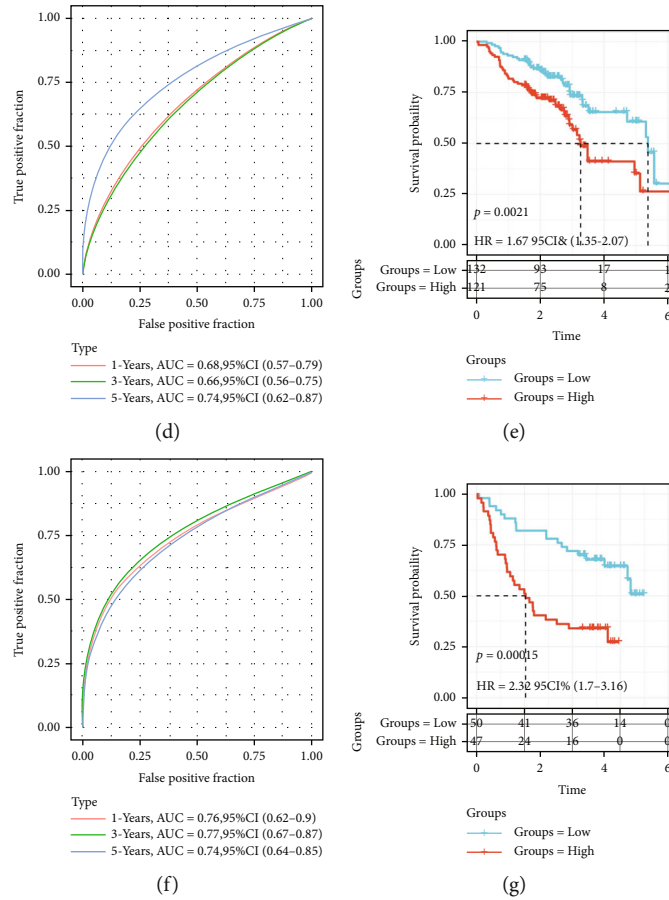 1.00
0.75
0.50
0.25
0.00
True positive fraction
0.00 0.25 0.50 0.75 1.00
False positive fraction
Type
1-Years, AUC = 0.68,95%CI (0.57–0.79)
3-Years, AUC = 0.66,95%CI (0.56–0.75)
5-Years, AUC = 0.74,95%CI (0.62–0.87)
(d)
1.00
0.75
0.50
0.25
0.00
Survival probaility
p = 0.0021
HR = 1.67 95CI& (1.35-2.07)
Groups
Groups = Low 132 93 17 1
Groups = High 121 75 8 2
0 2 4 6
Time
Groups
Groups = Low
Groups = High
(e)
1.00
0.75
0.50
0.25
0.00
True positive fraction
0.00 0.25 0.50 0.75 1.00
False positive fraction
Type
1-Years, AUC = 0.76,95%CI (0.62–0.9)
3-Years, AUC = 0.77,95%CI (0.67–0.87)
5-Years, AUC = 0.74,95%CI (0.64–0.85)
(f)
1.00
0.75
0.50
0.25
0.00
Survival probaility
p = 0.00015
HR = 2.32 95CI% (1.7–3.16)
Groups
Groups = Low 50 41 36 14 0
Groups = High 47 24 16 0 0
0 2 4 6
Time
Groups
Groups = Low
Groups = High
(g)